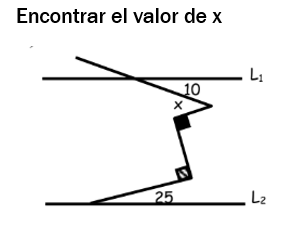 Encontrar el valor de x
L₁
10
x
25
L₂